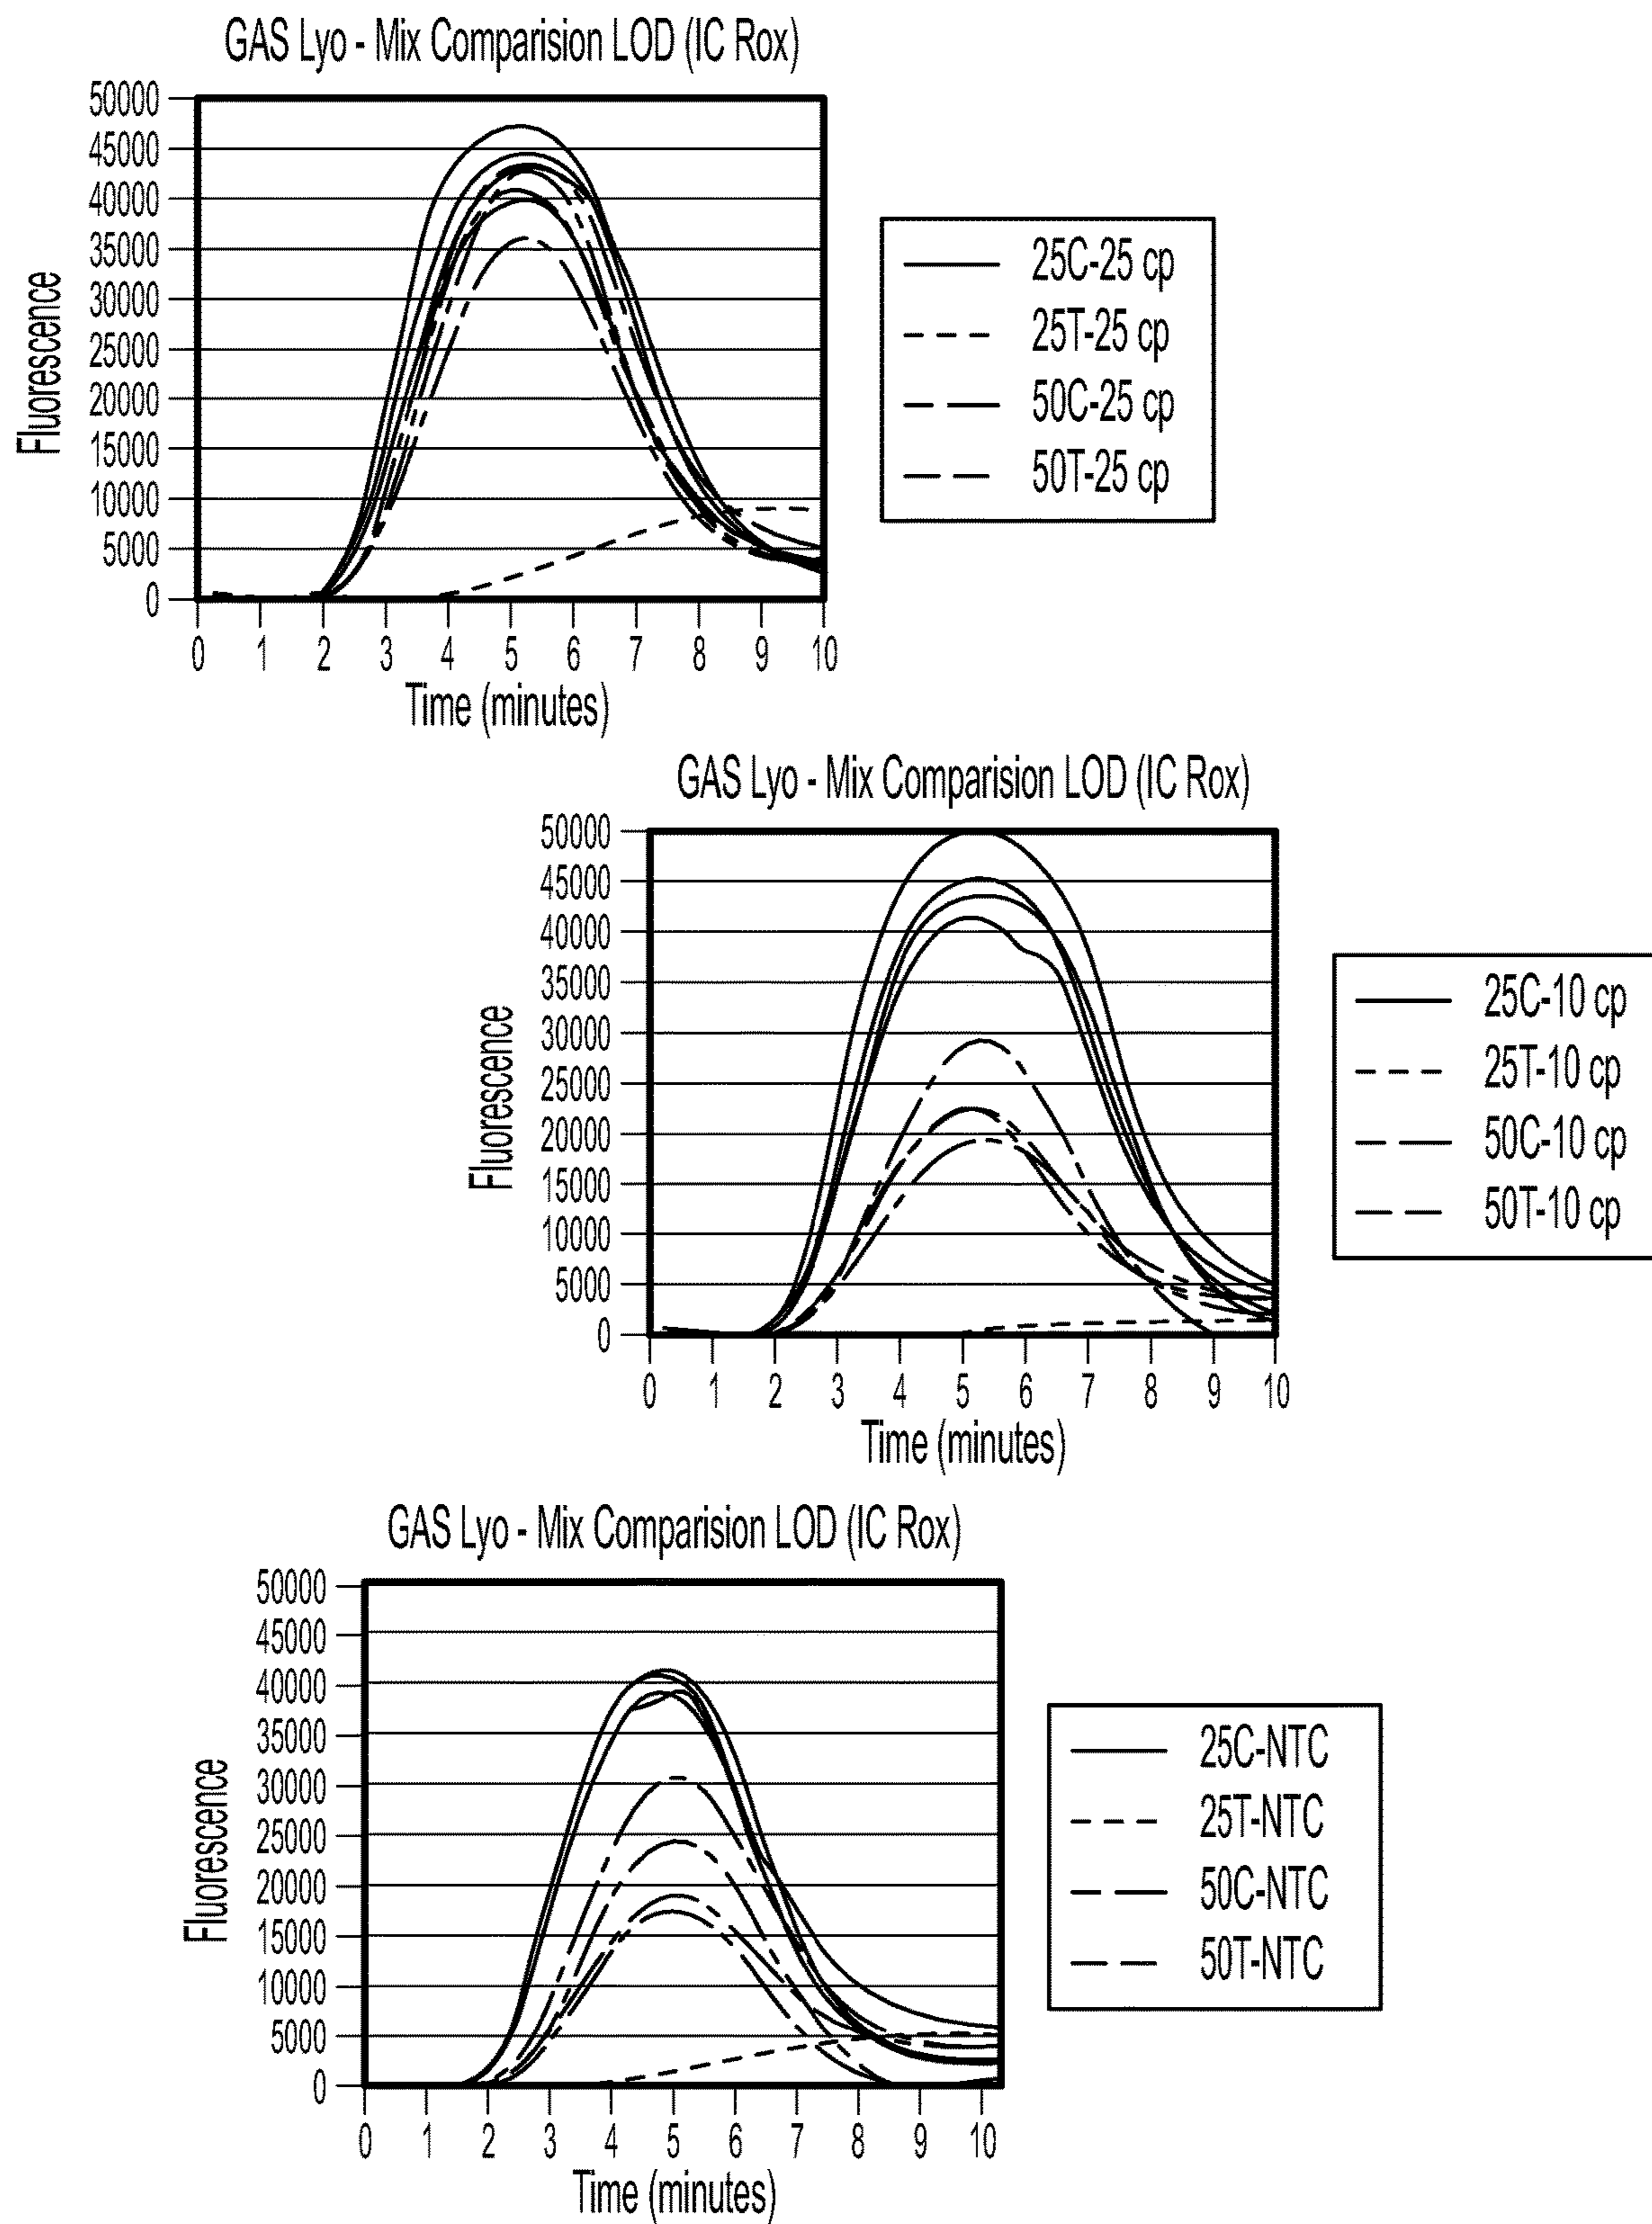 GAS Lyo - Mix Comparision LOD (IC Rox)
50000
45000
40000
35000
30000
25000
20000
15000
10000
5000
0
Fluorescence
0 1 2 3 4 5 6 7 8 9 10
Time (minutes)
25C-25 cp
25T-25 cp
50C-25 cp
50T-25 cp
GAS Lyo - Mix Comparision LOD (IC Rox)
50000
45000
40000
35000
30000
25000
20000
15000
10000
5000
0
Fluorescence
0 1 2 3 4 5 6 7 8 9 10
Time (minutes)
25C-10 cp
25T-10 cp
50C-10 cp
50T-10 cp
GAS Lyo - Mix Comparision LOD (IC Rox)
50000
45000
40000
35000
30000
25000
20000
15000
10000
5000
0
Fluorescence
0 1 2 3 4 5 6 7 8 9 10
Time (minutes)
25C-NTC
25T-NTC
50C-NTC
50T-NTC